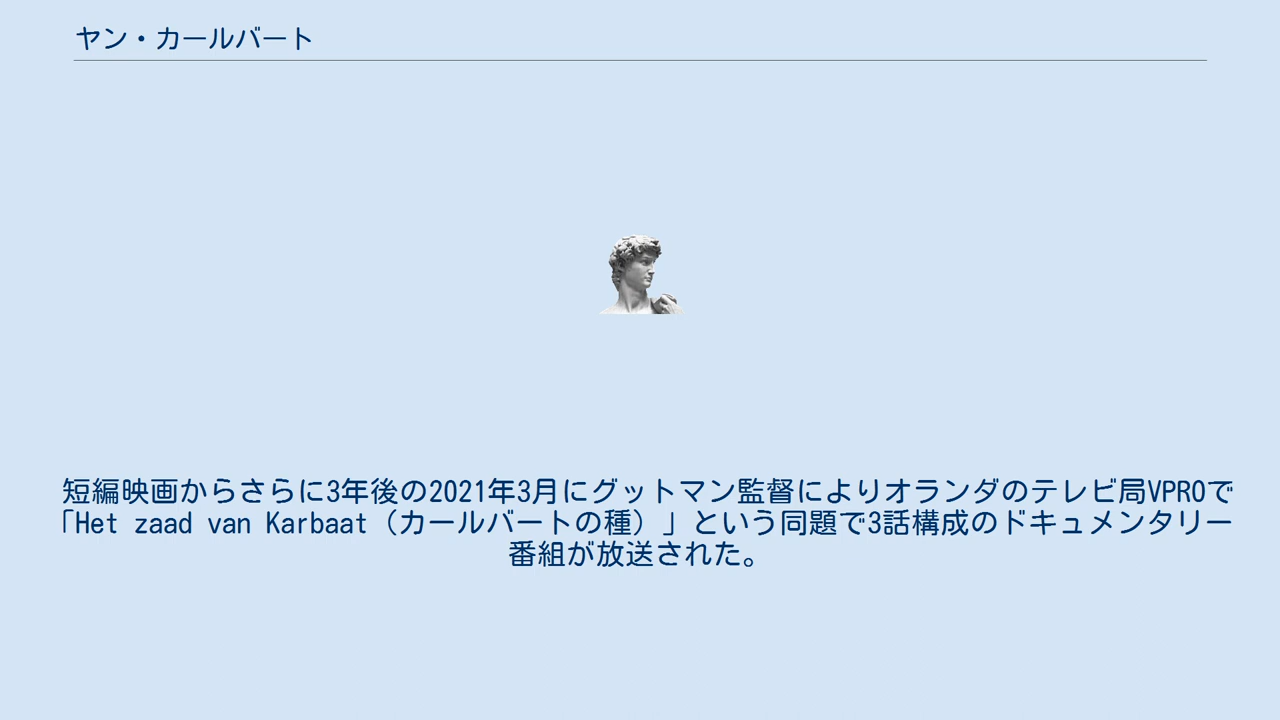 ヤン・カールバート
短編映画からさらに3年後の2021年3月にグットマン監督によりオランダのテレビ局VPROで
「Het zaad van Karbaat（カールバートの種）」という同題で3話構成のドキュメンタリー
番組が放送された。